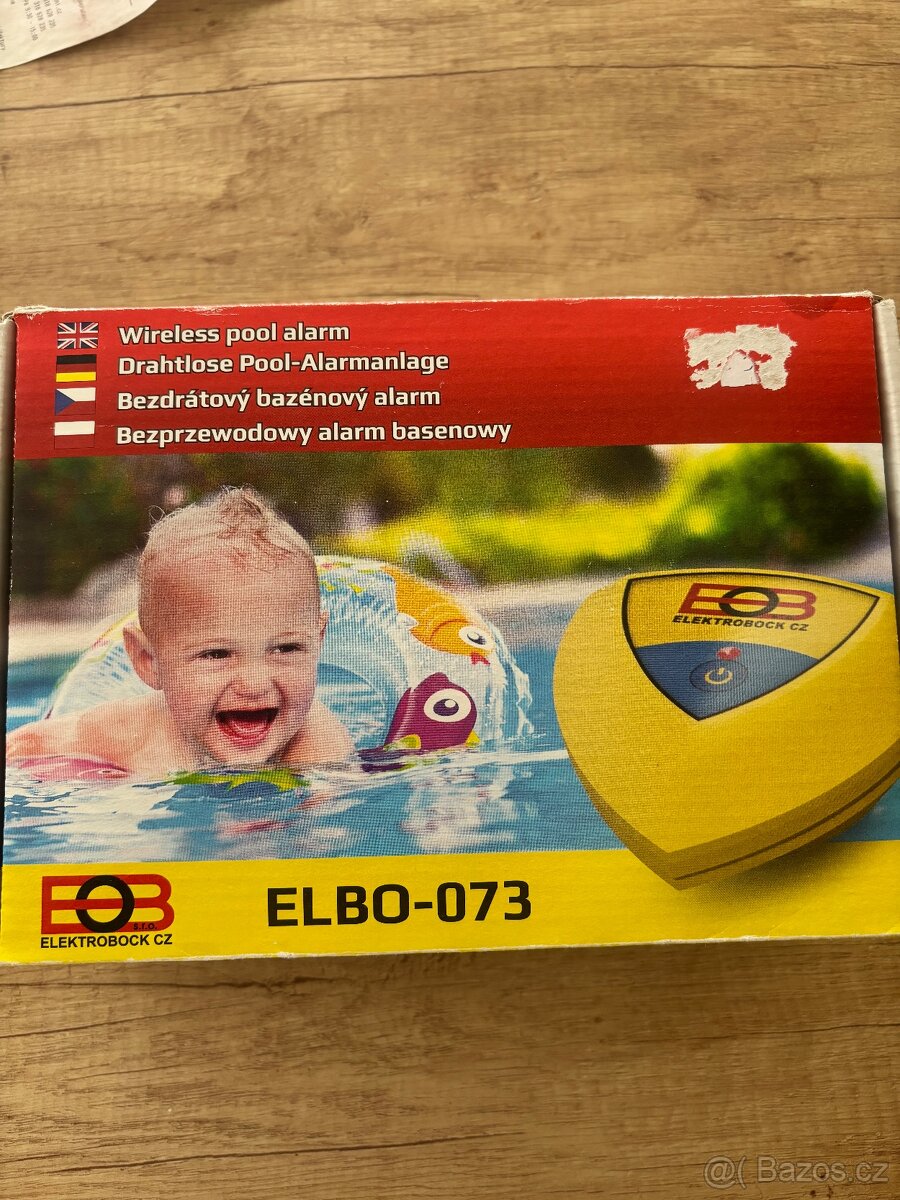 Wireless pool alarm
Drahtlose Pool-Alarmanlage
Bezdrátový bazénový alarm
Bezprzewodowy alarm basenowy
EOB
ELEKTROBOCK CZ
EOB
s.r.o.
ELEKTROBOCK CZ
ELBO-073
@( Bazos.cz